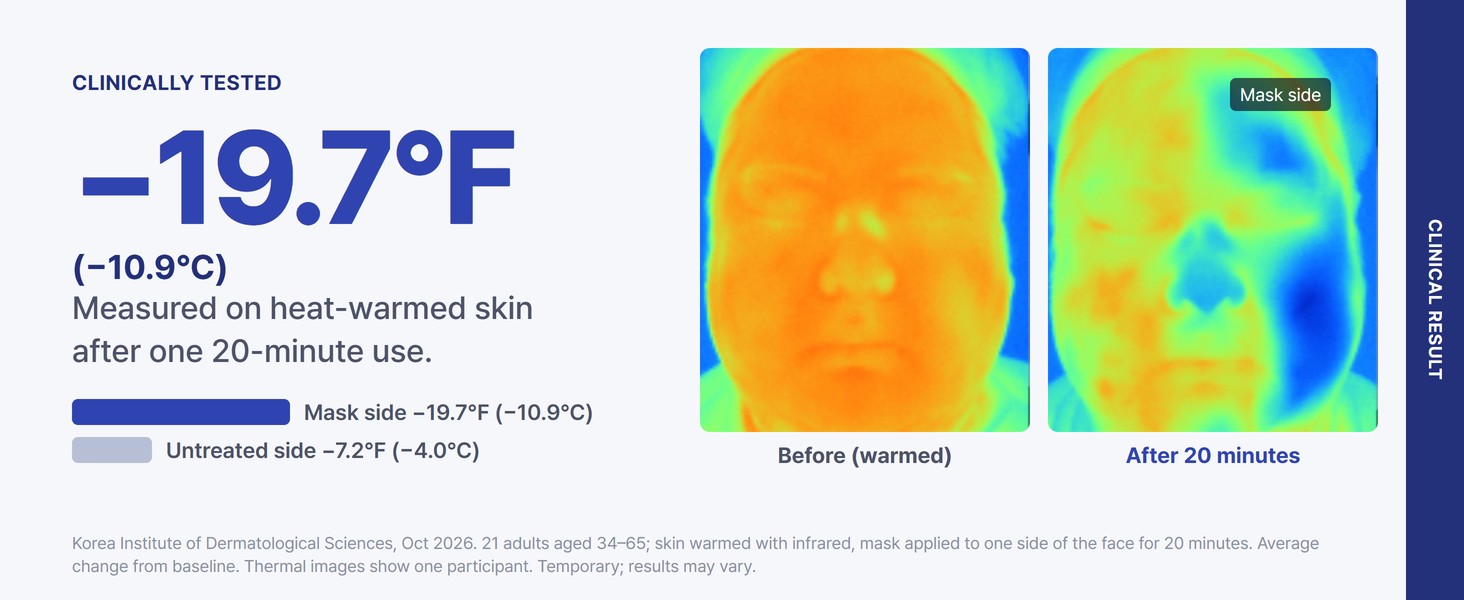 CLINICALLY TESTED
−19.7°F
(−10.9°C)
Measured on heat-warmed skin
after one 20-minute use.
Mask side −19.7°F (−10.9°C)
Untreated side −7.2°F (−4.0°C)
Mask side
Before (warmed)
After 20 minutes
Korea Institute of Dermatological Sciences, Oct 2026. 21 adults aged 34–65; skin warmed with infrared, mask applied to one side of the face for 20 minutes. Average
change from baseline. Thermal images show one participant. Temporary; results may vary.
CLINICAL RESULT